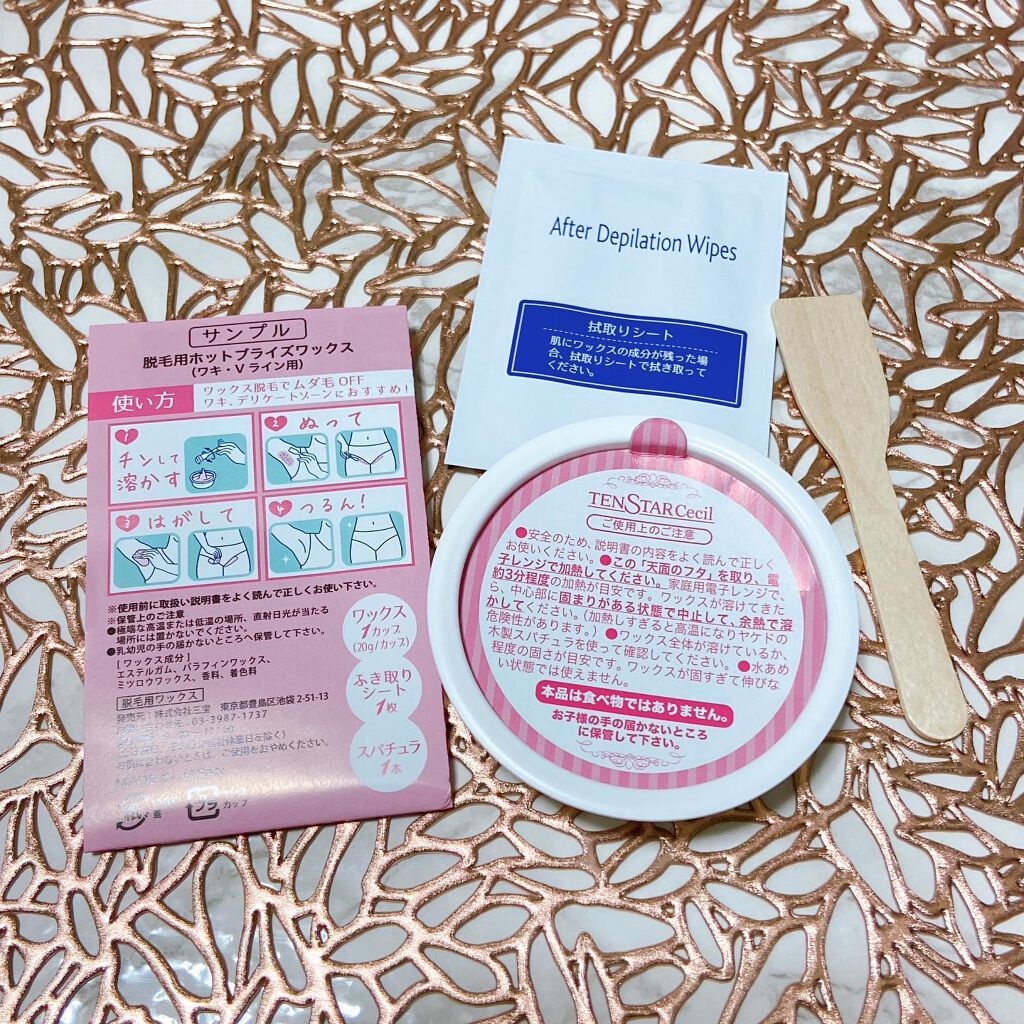 サンプル
脱毛用ホットブライズワックス
(ワキ・Vライン用)
使い方
ワックス脱毛でムダ毛OFF
ワキ、デリケートゾーンにおすすめ!
1
チンして
溶かす
2 ぬって
3 はがして
4 つるん!
※使用前に取扱い説明書をよく読んで正しくお使い下さい。
※保管上のご注意
●極端な高温または低温の場所、直射日光が当たる
場所には置かないでください。
●乳幼児の手の届かないところへ保管して下さい。
[ワックス成分]
エステルガム、パラフィンワックス、
ミツロウワックス、香料、着色料
脱毛用ワックス
発売元:株式会社三宝 東京都豊島区池袋2-51-13
03-3987-1737
ご使用をおやめください。
蓋
プラ
カップ
ワックス
1カップ
(20g/カップ)
ふき取り
シート
1枚
スパチュラ
1本
After Depilation Wipes
拭取りシート
肌にワックスの成分が残った場
合、拭取りシートで拭き取って
ください。
TENSTAR Cecil
ご使用上のご注意
●安全のため、説明書の内容をよく読んで正しく
お使いください。●この「天面のフタ」を取り、電
子レンジで加熱してください。家庭用電子レンジで、
約3分程度の加熱が目安です。ワックスが溶けてきた
ら、中心部に固まりがある状態で中止して、余熱で溶
かしてください。(加熱しすぎると高温になりヤケドの
危険性があります。)●ワックス全体が溶けているか、
木製スパチュラを使って確認してください。●水あめ
程度の固さが目安です。ワックスが固すぎて伸びな
い状態では使えません。
本品は食べ物ではありません。
お子様の手の届かないところ
に保管して下さい。